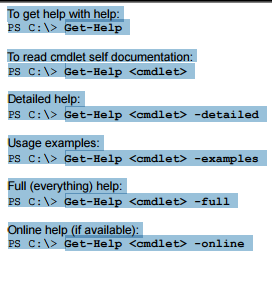 To get help with help:
PS C:\> Get-Help
To read cmdlet self documentation:
PS C:\> Get-Help <cmdlet>
Detailed help:
PS C:\> Get-Help <cmdlet> -detailed
Usage examples:
PS C:\> Get-Help <cmdlet> -examples
Full (everything) help:
PS C:\> Get-Help <cmdlet> -full
Online help (if available):
PS C:\> Get-Help <cmdlet> -online